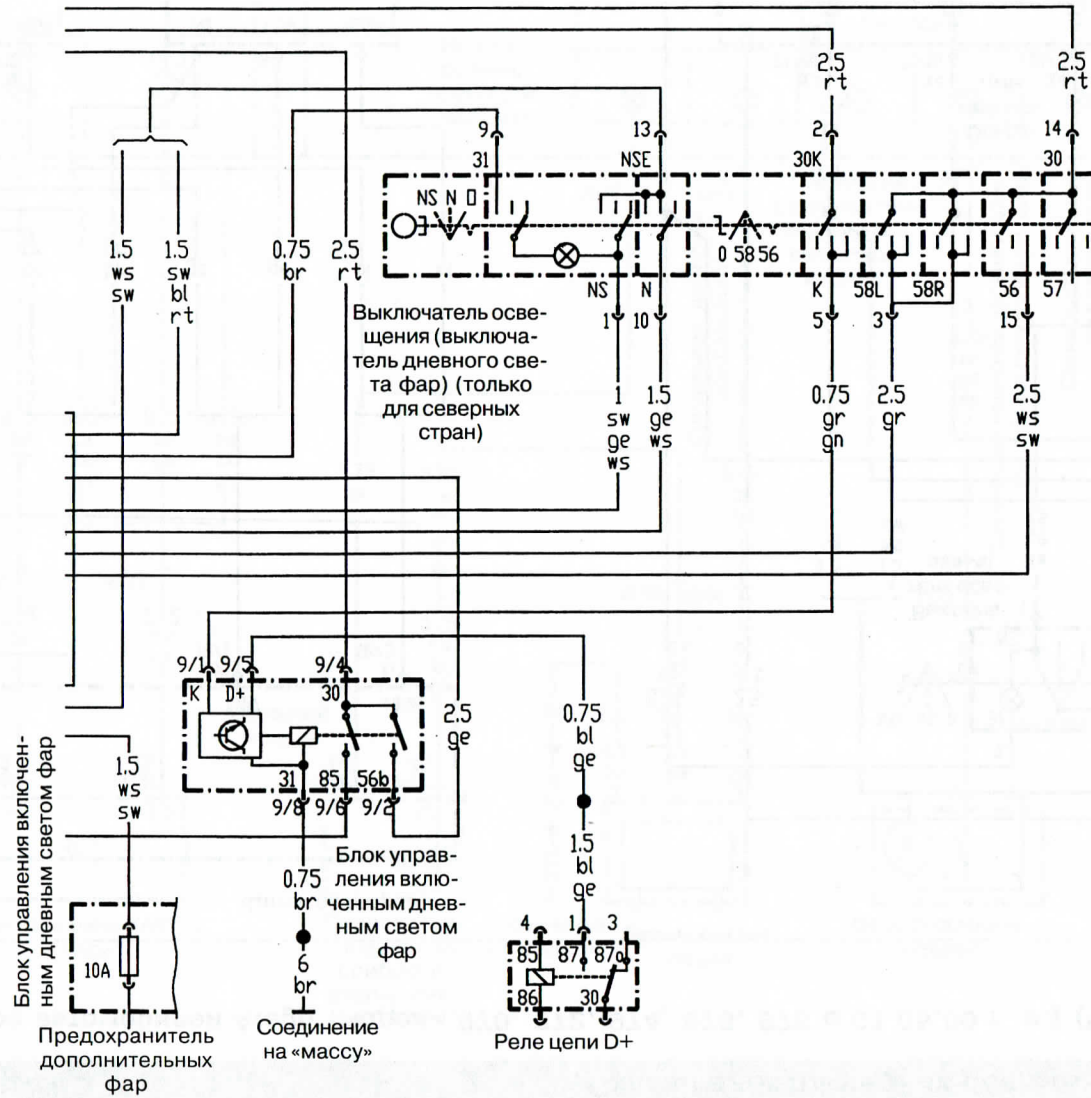 2.5
rt
2.5
rt
9
13
2
14
31
NSE
30K
30
NS N 0
0 58 56
1.5
ws
sw
1.5
sw
bl
rt
0.75
br
2.5
rt
NS
N
K
58L
58R
56
57
1
10
5
3
15
Выключатель осве-
щения (выключа-
тель дневного све-
та фар) (только
для северных
стран)
1
sw
ge
ws
1.5
ge
ws
0.75
gr
gn
2.5
gr
2.5
ws
sw
9/1
9/5
9/4
K
D+
30
31
85
56b
9/8
9/6
9/2
2.5
ge
0.75
bl
ge
1.5
bl
ge
Блок управления включен-
ным дневным светом фар
1.5
ws
sw
10A
Предохранитель
дополнительных
фар
0.75
br
6
br
Соединение
на «массу»
Блок управ-
ления вклю-
ченным днев-
ным светом
фар
4
1
3
85
87
87a
86
30
Реле цепи D+